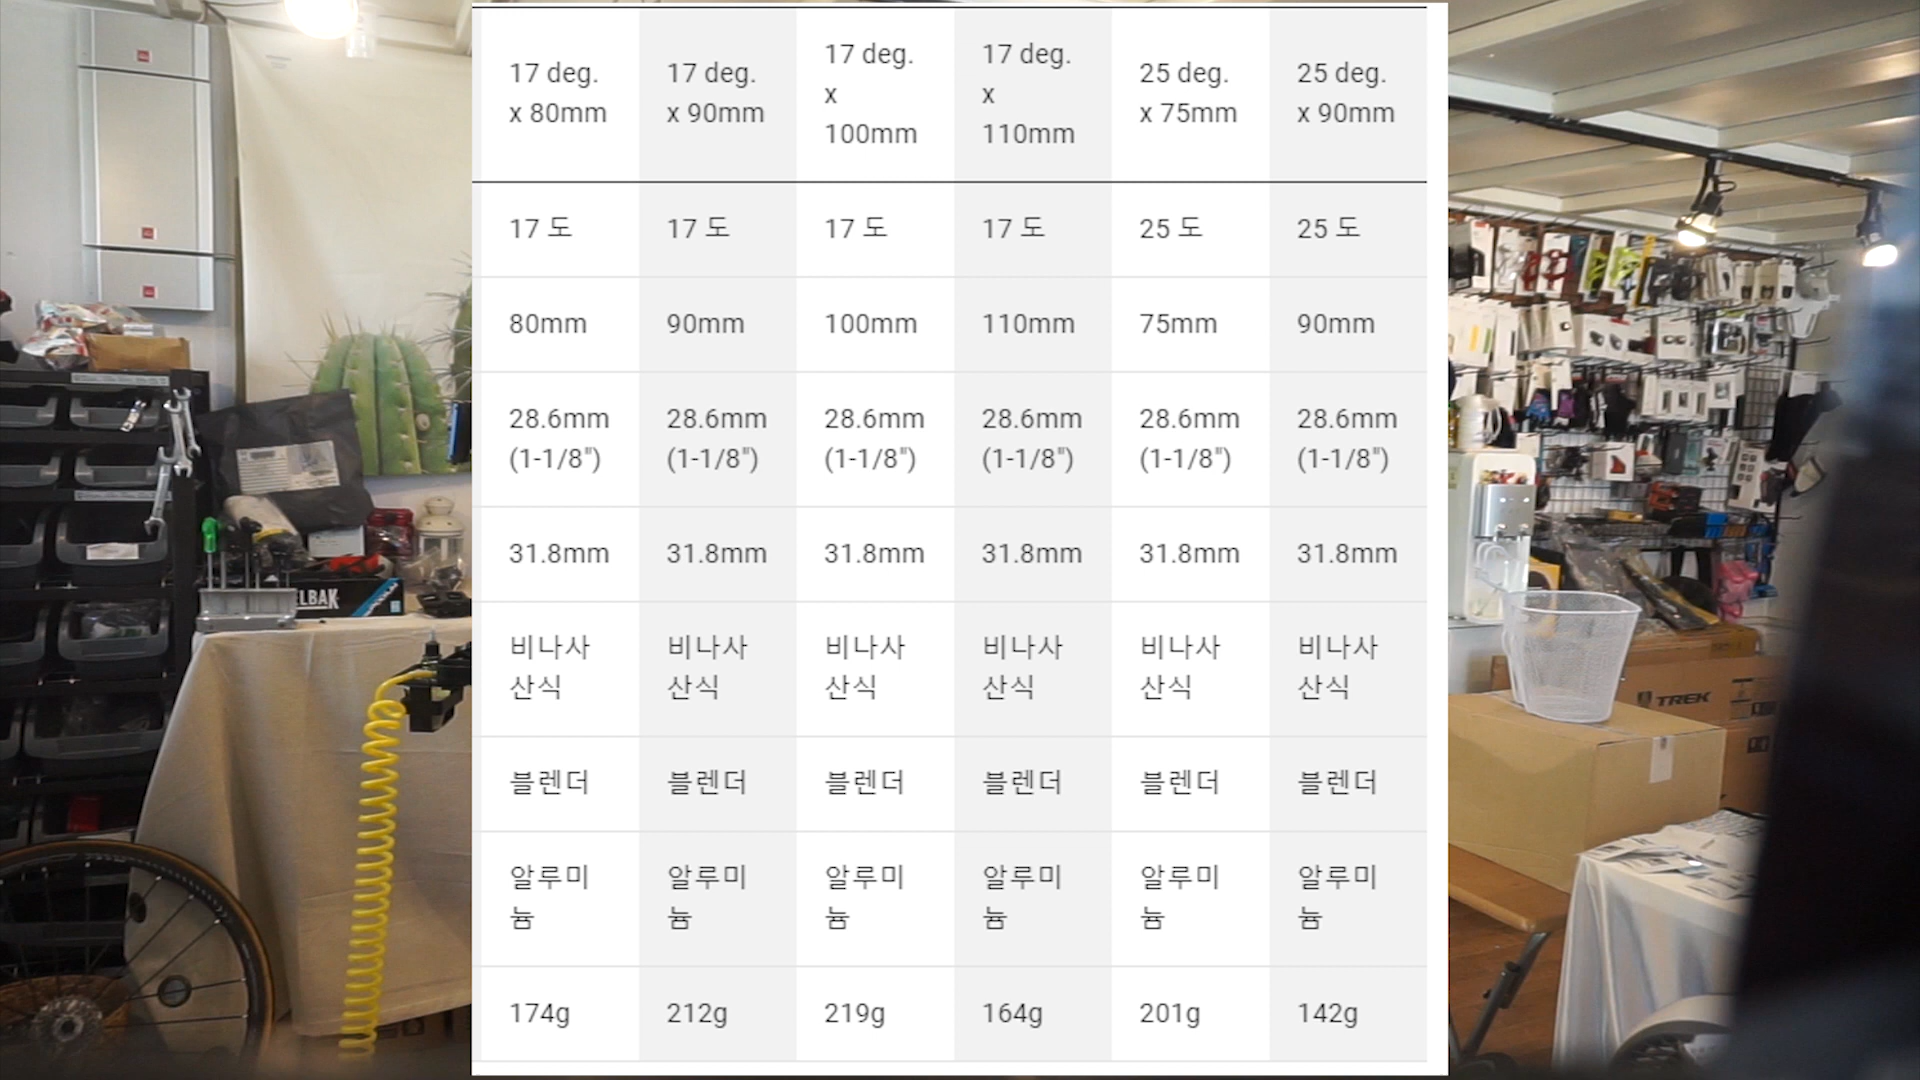 17 deg. x 80mm 17 deg. x 90mm 17 deg. x 100mm 17 deg. x 110mm 25 deg. x 75mm 25 deg. x 90mm
17 도 17 도 17 도 17 도 25 도 25 도
80mm 90mm 100mm 110mm 75mm 90mm
28.6mm (1-1/8") 28.6mm (1-1/8") 28.6mm (1-1/8") 28.6mm (1-1/8") 28.6mm (1-1/8") 28.6mm (1-1/8")
31.8mm 31.8mm 31.8mm 31.8mm 31.8mm 31.8mm
비나사산식 비나사산식 비나사산식 비나사산식 비나사산식 비나사산식
블렌더 블렌더 블렌더 블렌더 블렌더 블렌더
알루미늄 알루미늄 알루미늄 알루미늄 알루미늄 알루미늄
174g 212g 219g 164g 201g 142g
ELBAK
TREK